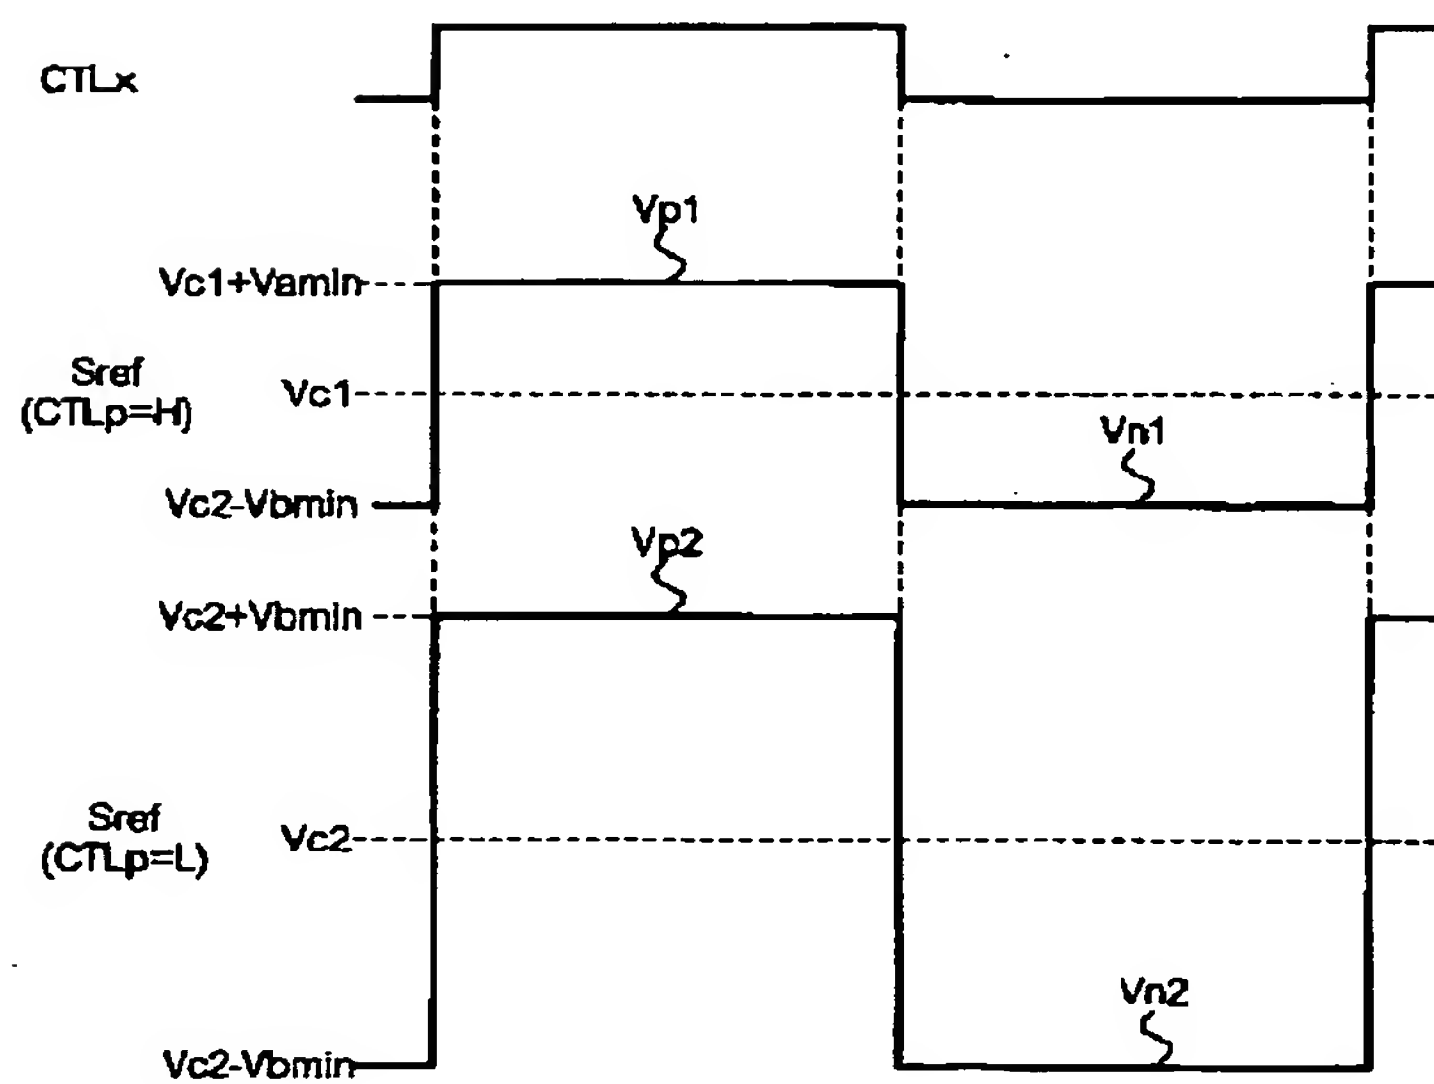 CTLx
Vp1
Vc1+Vamin
Sref
(CTLp=H)
Vc1
Vn1
Vc2-Vbmin
Vp2
Vc2+Vbmin
Sref
(CTLp=L)
Vc2
Vn2
Vc2-Vbmin